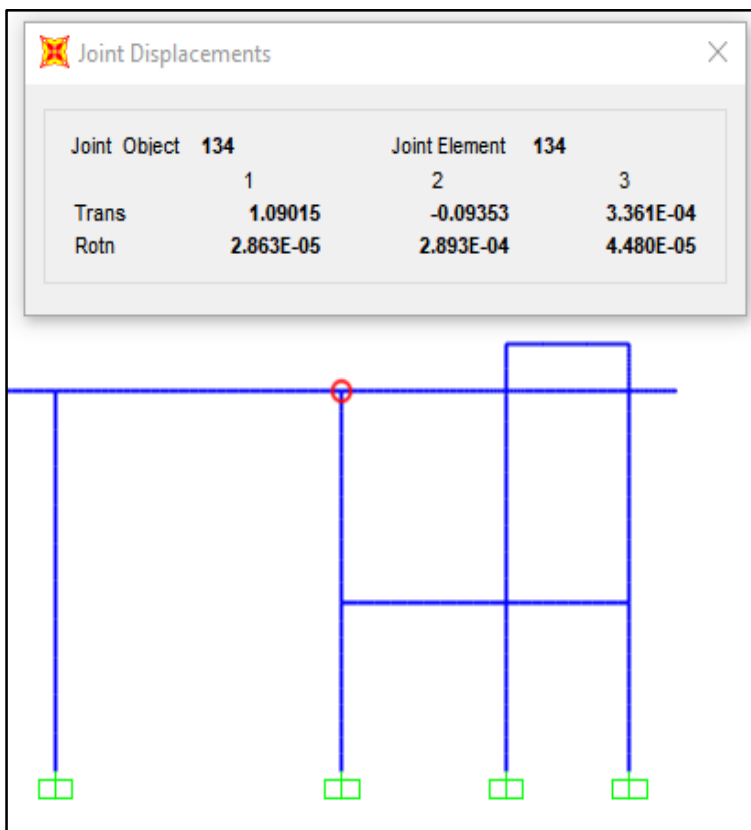 Joint Displacements
Joint Object 134 Joint Element 134
1 2 3
Trans 1.09015 -0.09353 3.361E-04
Rotn 2.863E-05 2.893E-04 4.480E-05